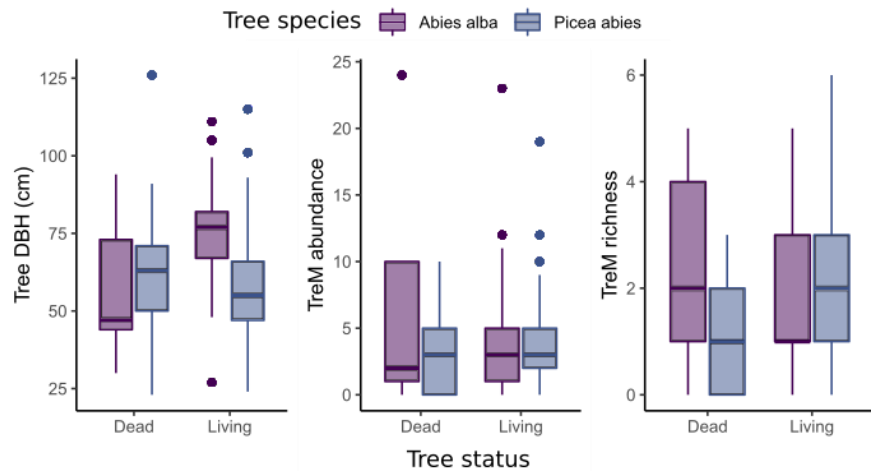 Tree species Abies alba Picea abies
Tree DBH (cm)
125
100
75
50
25
Dead Living
TreM abundance
25
20
15
10
5
0
Dead Living
TreM richness
6
4
2
0
Dead Living
Tree status